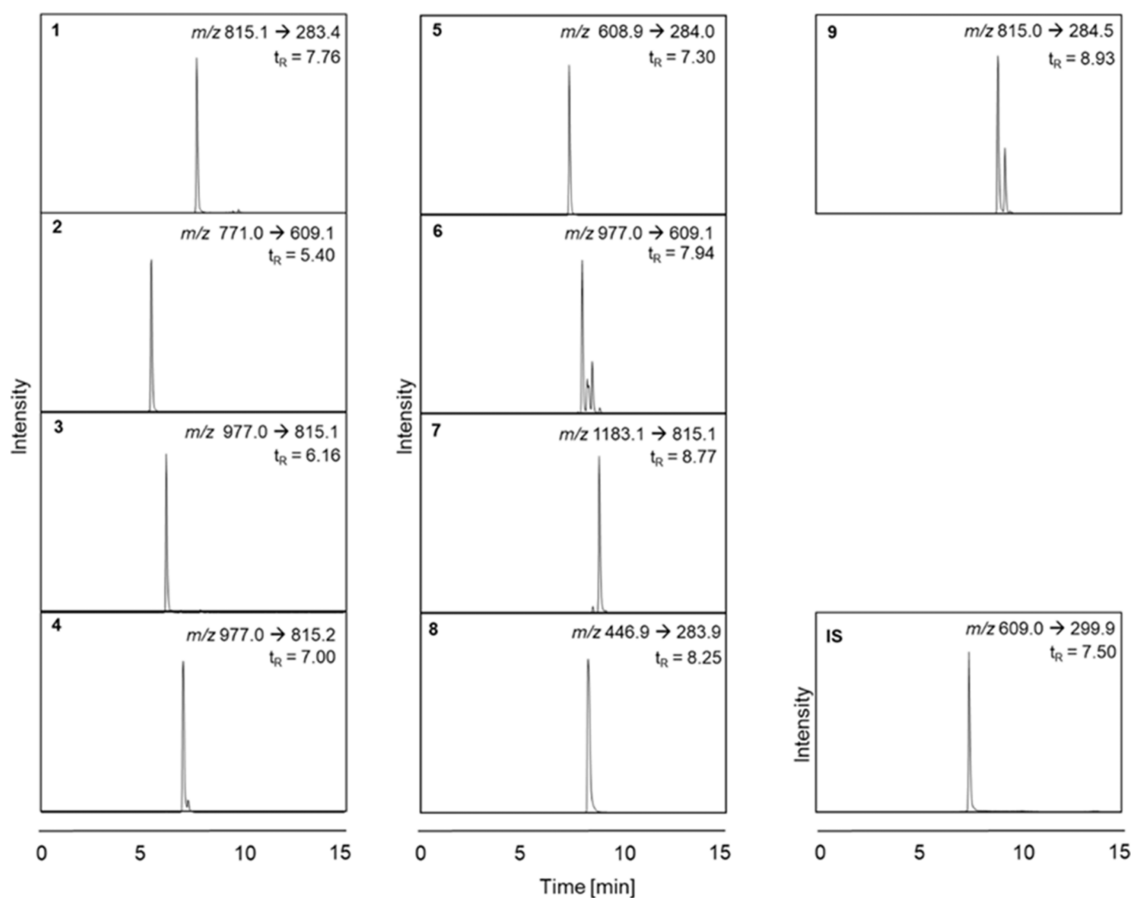 1
m/z 815.1 → 283.4
tR = 7.76
2
m/z 771.0 → 609.1
tR = 5.40
3
m/z 977.0 → 815.1
tR = 6.16
4
m/z 977.0 → 815.2
tR = 7.00
Intensity
0 5 10 15
5
m/z 608.9 → 284.0
tR = 7.30
6
m/z 977.0 → 609.1
tR = 7.94
7
m/z 1183.1 → 815.1
tR = 8.77
8
m/z 446.9 → 283.9
tR = 8.25
Intensity
0 5 10 15
Time [min]
9
m/z 815.0 → 284.5
tR = 8.93
IS
m/z 609.0 → 299.9
tR = 7.50
Intensity
0 5 10 15